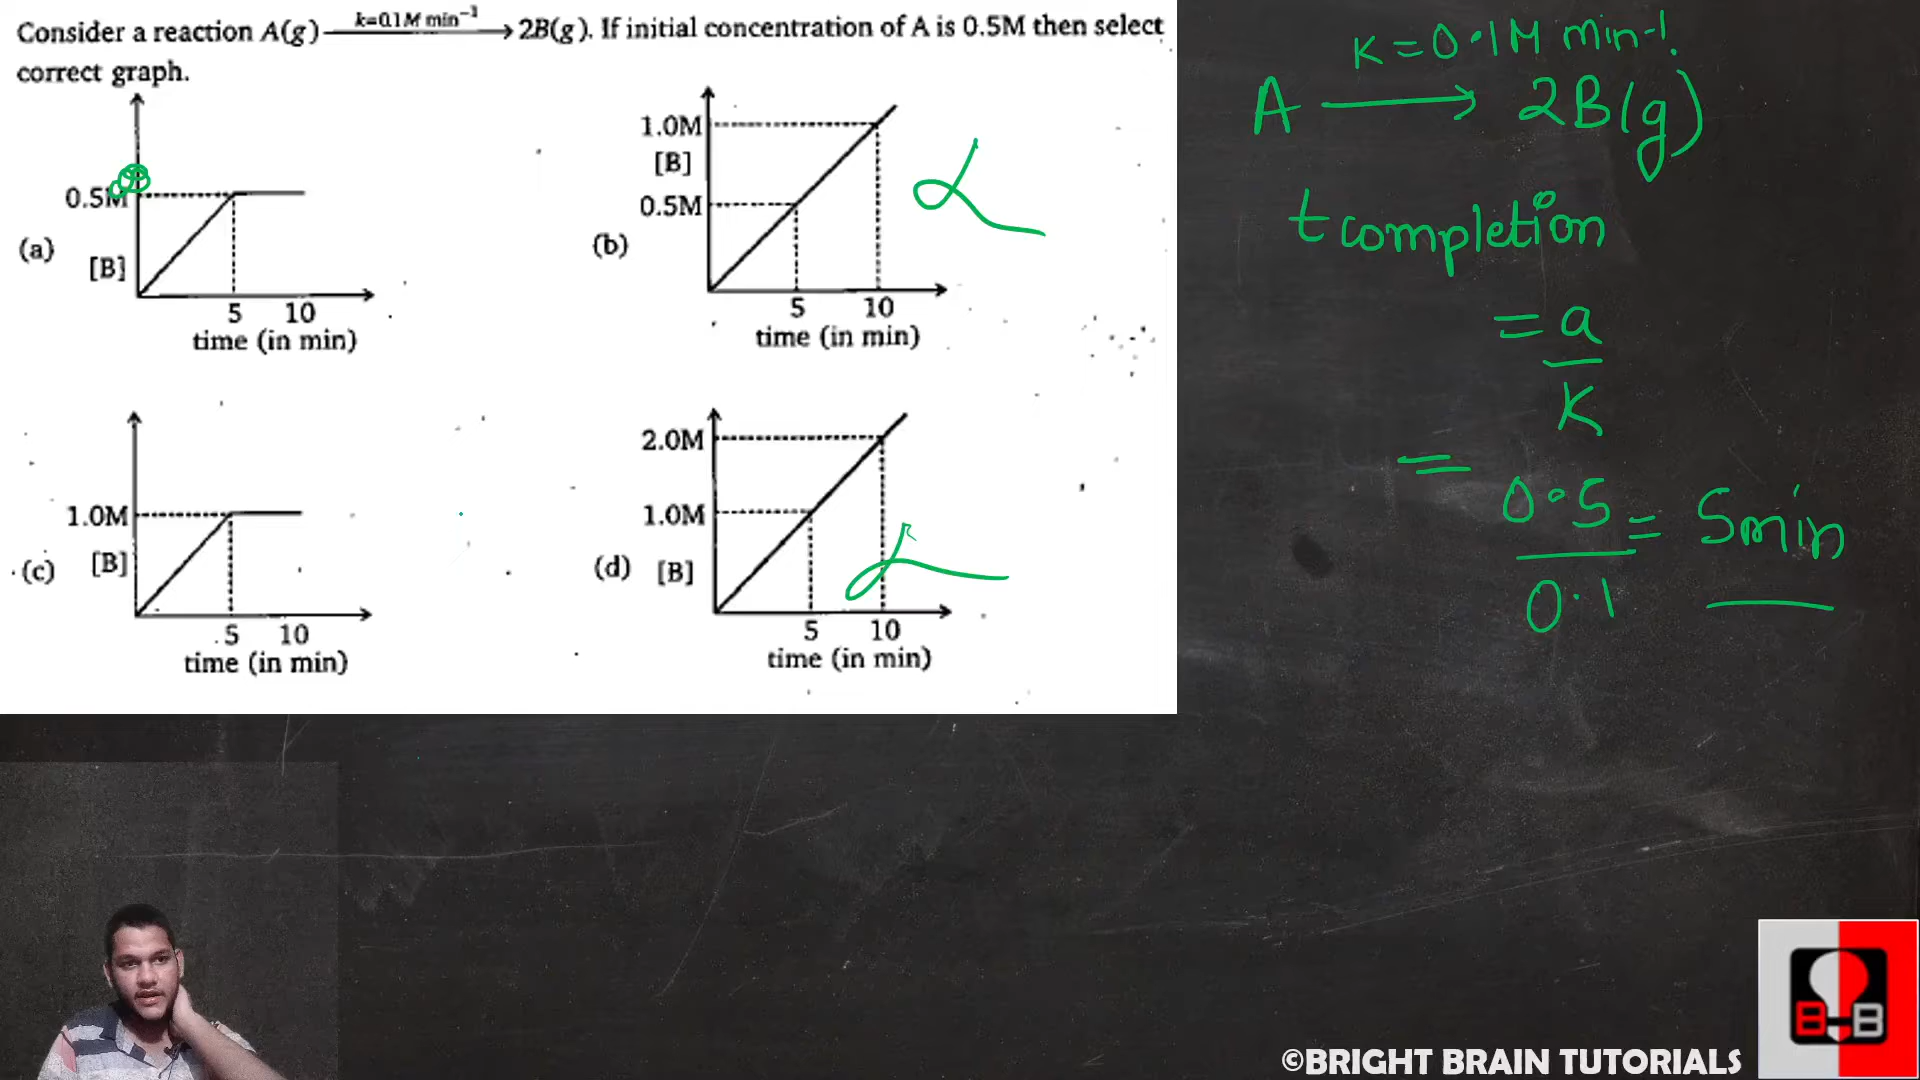 Consider a reaction A(g) —k=0.1M min⁻¹→ 2B(g). If initial concentration of A is 0.5M then select
correct graph.
0.5M
(a)
[B]
5 10
time (in min)
1.0M
[B]
0.5M
(b)
5 10
time (in min)
1.0M
[B]
(c)
5 10
time (in min)
2.0M
1.0M
(d)
[B]
5 10
time (in min)
K = 0.1M min-1
A → 2B(g)
t completion
= a
K
= 0.5 = 5min
0.1
©BRIGHT BRAIN TUTORIALS
B B